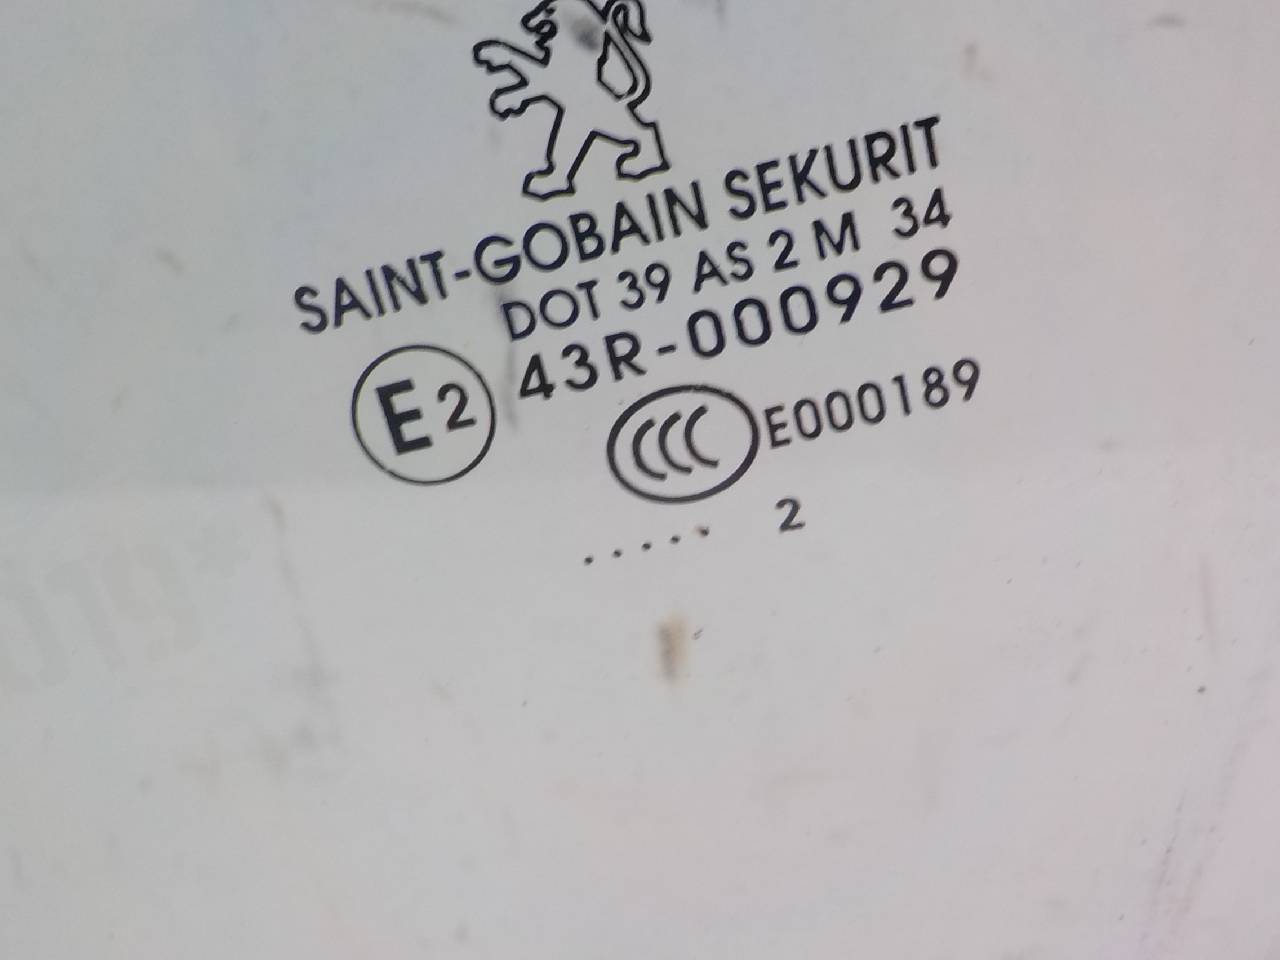 SAINT-GOBAIN SEKURIT
DOT 39 AS 2 M 34
E2 43R-000929
CCC E000189
..... 2